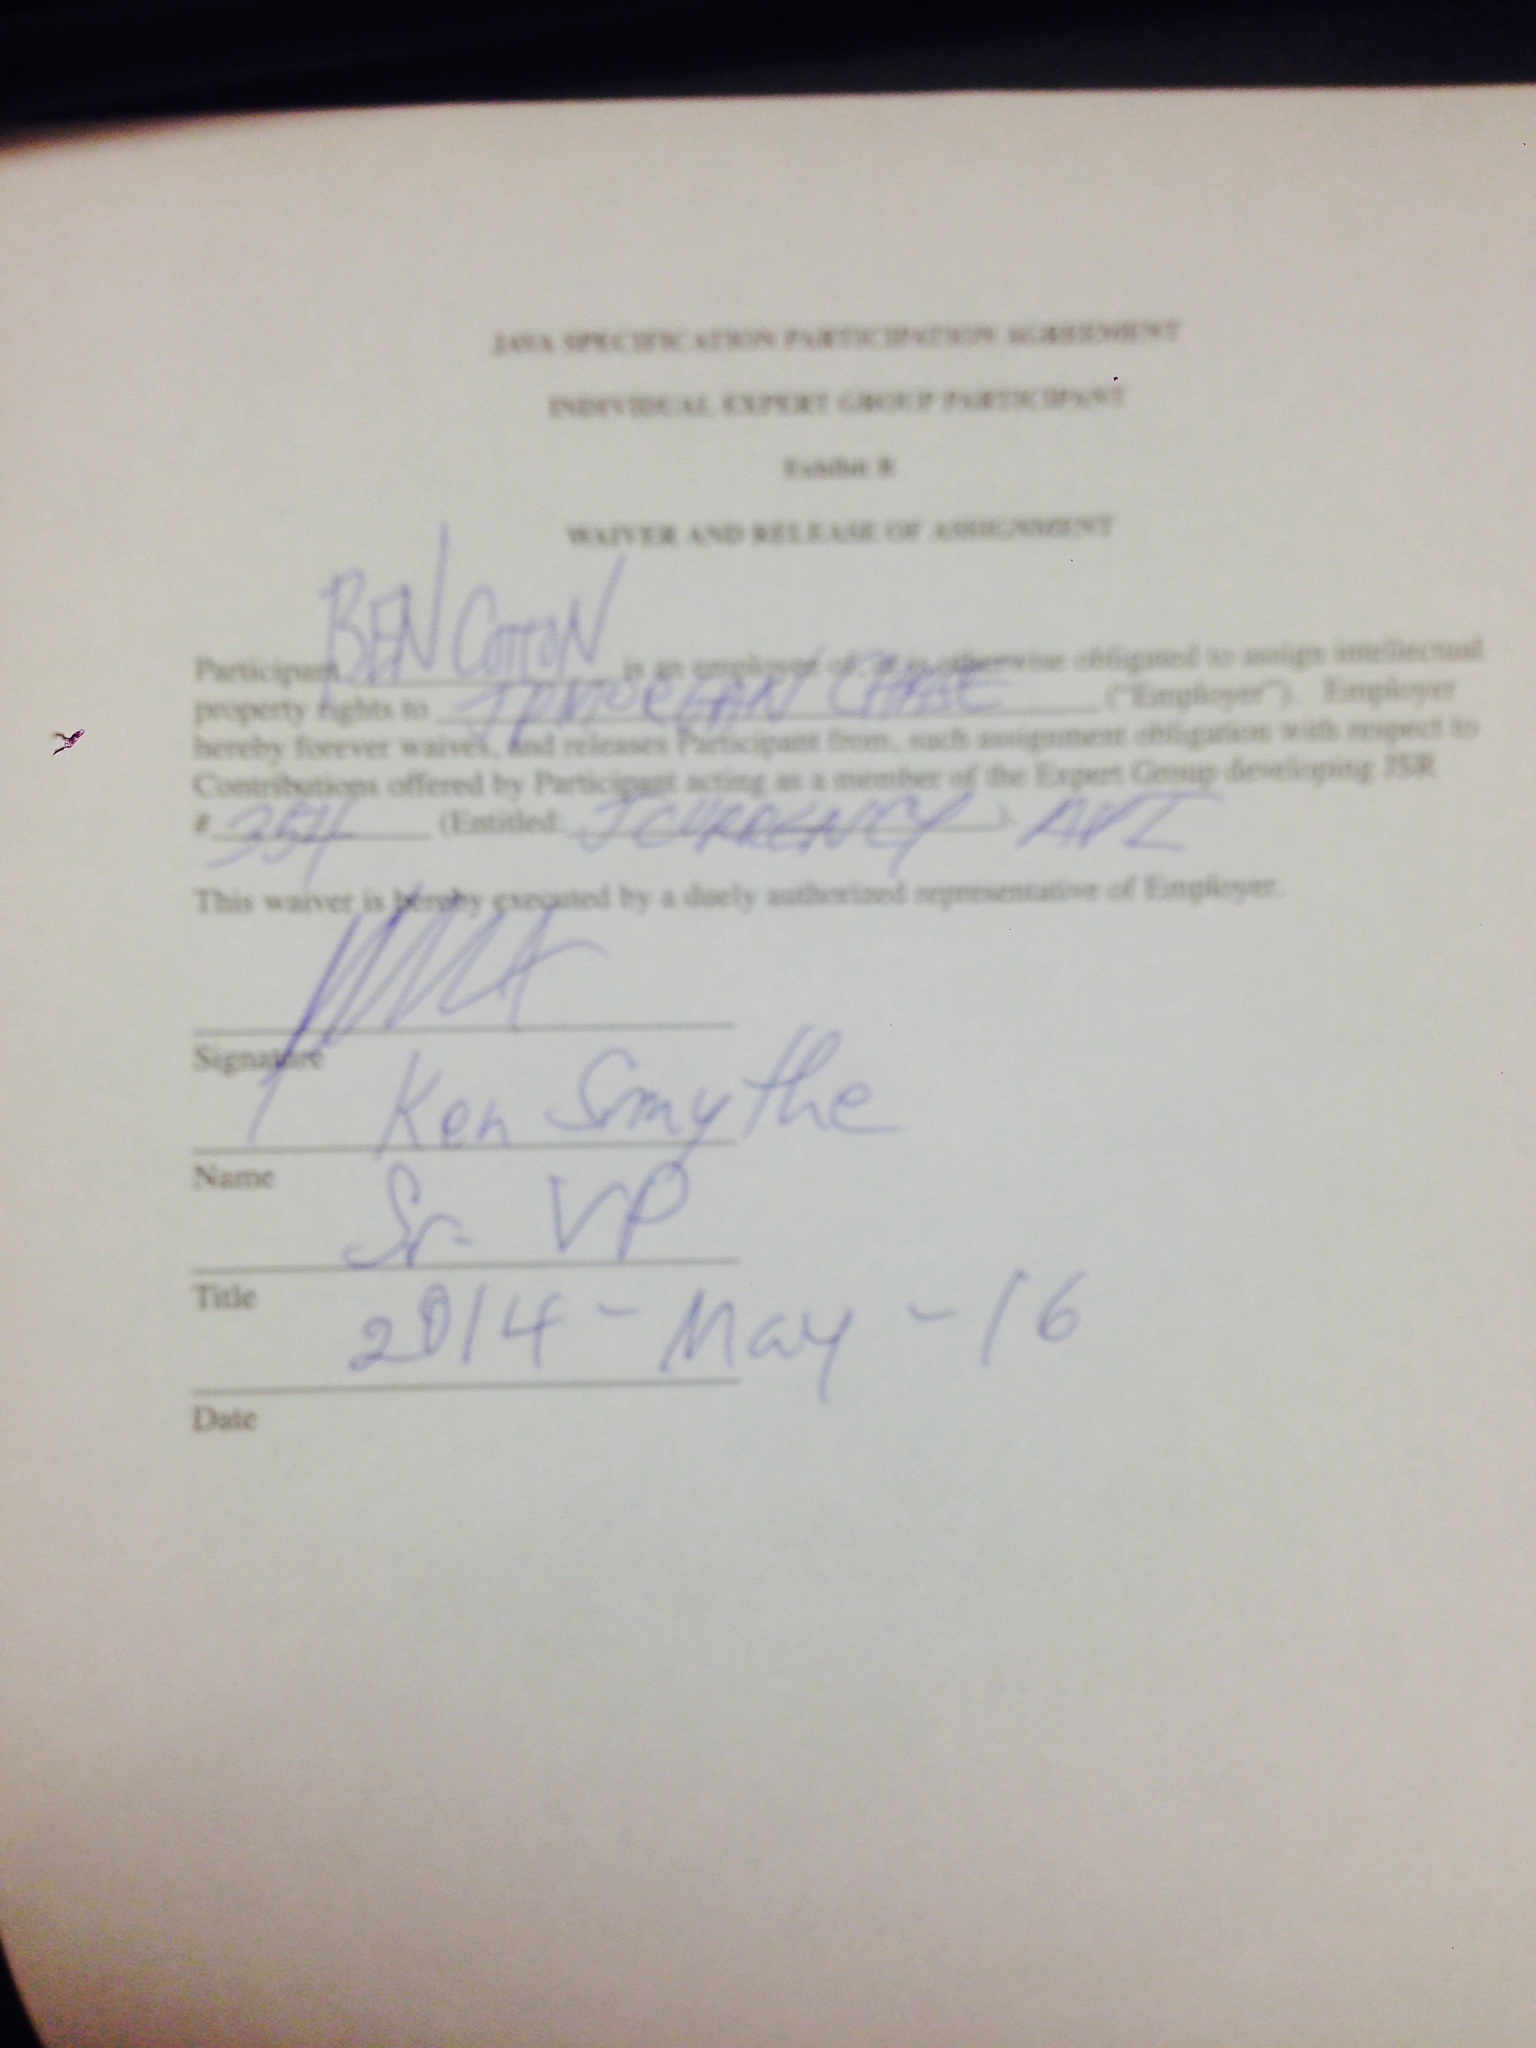 JAVA SPECIFICATION PARTICIPATION AGREEMENT
INDIVIDUAL EXPERT GROUP PARTICIPANT
Exhibit B
WAIVER AND RELEASE OF ASSIGNMENT
Participant BEN COTTON is an employee of, or is otherwise obligated to assign intellectual
property rights to JPMORGAN CHASE ("Employer"). Employer
hereby forever waives, and releases Participant from, such assignment obligation with respect to
Contributions offered by Participant acting as a member of the Expert Group developing JSR
# 354 (Entitled: JCURRENCY API ).
This waiver is hereby executed by a duely authorized representative of Employer.
Signature
Ken Smythe
Name
Sr. VP
Title
2014 - May - 16
Date